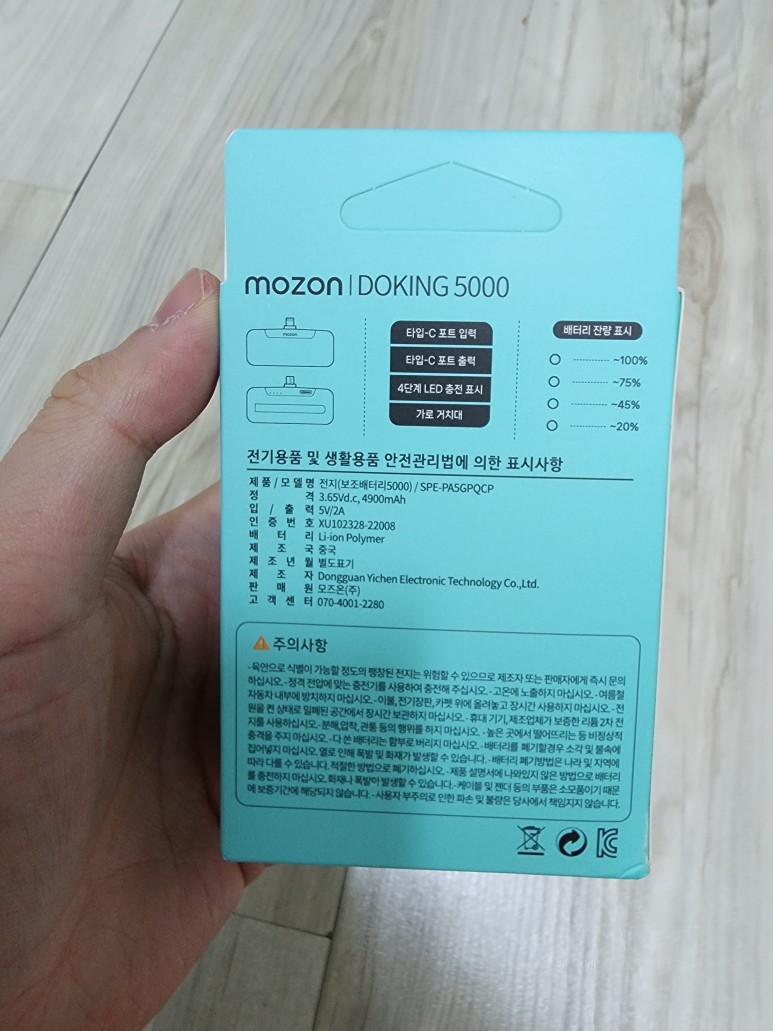 mozon | DOKING 5000
mozon
타입-C 포트 입력
타입-C 포트 출력
4단계 LED 충전 표시
가로 거치대
배터리 잔량 표시
~100%
~75%
~45%
~20%
전기용품 및 생활용품 안전관리법에 의한 표시사항
제품/모델명 전지(보조배터리5000) / SPE-PA5GPQCP
정격 3.65Vd.c, 4900mAh
입/출력 5V/2A
인증번호 XU102328-22008
배터리 Li-ion Polymer
제조국 중국
제조년월 별도표기
제조자 Dongguan Yichen Electronic Technology Co.,Ltd.
판매원 모즈온(주)
고객센터 070-4001-2280
주의사항
-육안으로 식별이 가능할 정도의 팽창된 전지는 위험할 수 있으므로 제조자 또는 판매자에게 즉시 문의
하십시오.-정격 전압에 맞는 충전기를 사용하여 충전해 주십시오.-고온에 노출하지 마십시오.-여름철
자동차 내부에 방치하지 마십시오.-이불,전기장판,카펫 위에 올려놓고 장시간 사용하지 마십시오.-전
원을 켠 상태로 밀폐된 공간에서 장시간 보관하지 마십시오.-휴대 기기,제조업체가 보증한 리튬 2차 전
지를 사용하십시오.-분해,압착,관통 등의 행위를 하지 마십시오.-높은 곳에서 떨어뜨리는 등 비정상적
충격을 주지 마십시오.-다 쓴 배터리는 함부로 버리지 마십시오.-배터리를 폐기할경우 소각 및 불속에
집어넣지 마십시오. 열로 인해 폭발 및 화재가 발생할 수 있습니다.-배터리 폐기방법은 나라 및 지역에
따라 다를 수 있습니다. 적절한 방법으로 폐기하십시오.-제품 설명서에 나와있지 않은 방법으로 배터리
를 충전하지 마십시오. 화재나 폭발이 발생할 수 있습니다.-케이블 및 젠더 등의 부품은 소모품이기 때문
에 보증기간에 해당되지 않습니다.-사용자 부주의로 인한 파손 및 불량은 당사에서 책임지지 않습니다.